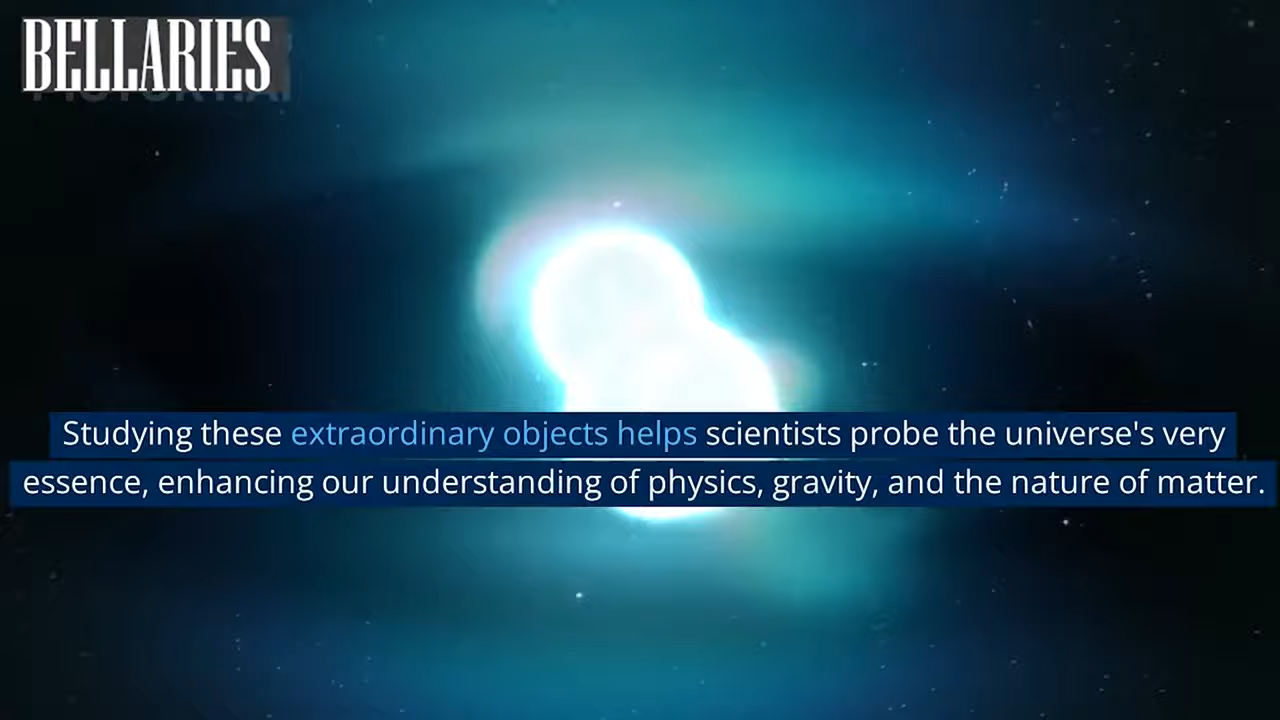 BELLARIES
Studying these extraordinary objects helps scientists probe the universe's very
essence, enhancing our understanding of physics, gravity, and the nature of matter.